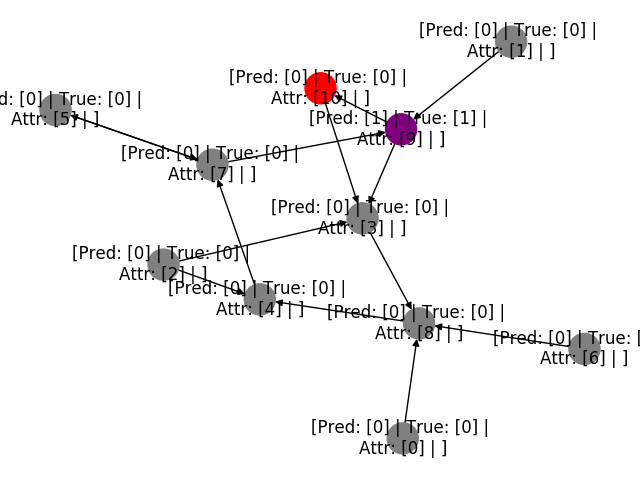 [Pred: [0] | True: [0] |
Attr: [1] | ]
[Pred: [0] | True: [0] |
Attr: [10] | ]
d: [0] | True: [0] |
Attr: [5] | ]
[Pred: [1] | True: [1] |
Attr: [9] | ]
[Pred: [0] | True: [0] |
Attr: [7] | ]
[Pred: [0] | True: [0] |
Attr: [3] | ]
[Pred: [0] | True: [0] |
Attr: [2] | ]
[Pred: [0] | True: [0] |
Attr: [4] | ]
[Pred: [0] | True: [0] |
Attr: [8] | ]
[Pred: [0] | True: [
Attr: [6] | ]
[Pred: [0] | True: [0] |
Attr: [0] | ]